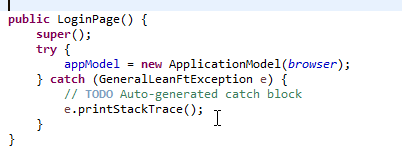 public LoginPage() {
    super();
    try {
        appModel = new ApplicationModel(browser);
    } catch (GeneralLeanFtException e) {
        // TODO Auto-generated catch block
        e.printStackTrace();
    }
}